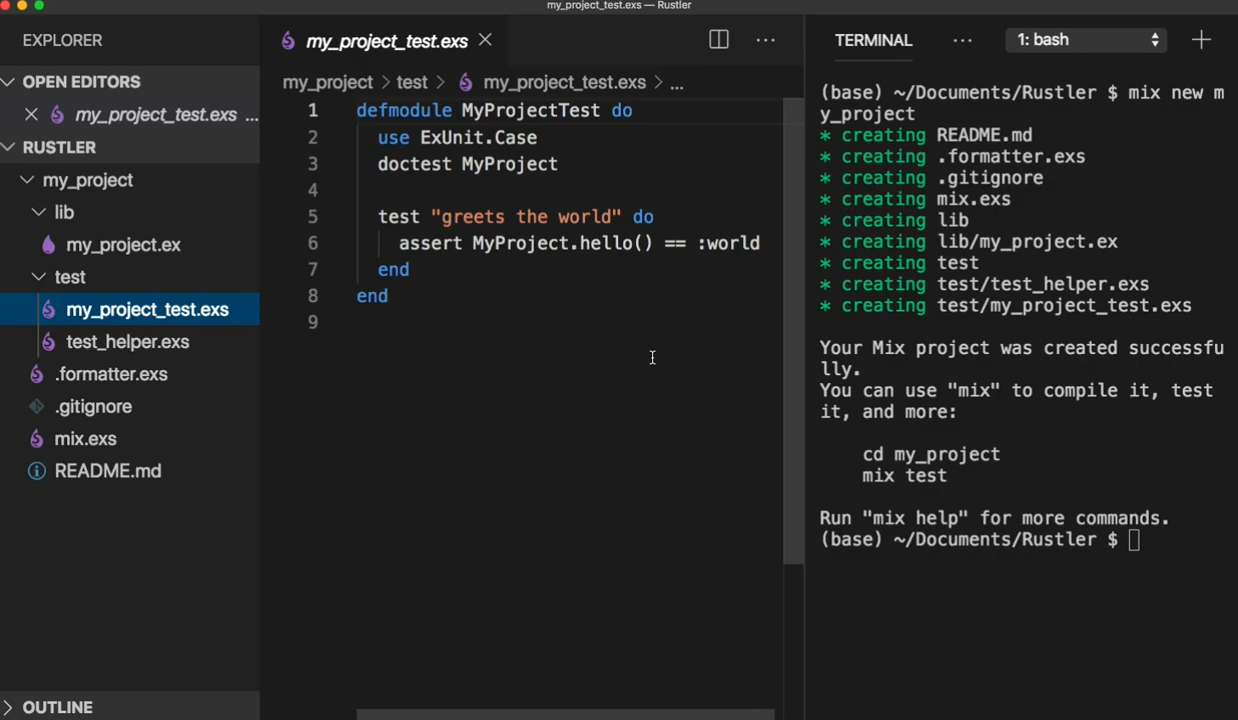 my_project_test.exs — Rustler
EXPLORER
OPEN EDITORS
my_project_test.exs ...
RUSTLER
my_project
lib
my_project.ex
test
my_project_test.exs
test_helper.exs
.formatter.exs
.gitignore
mix.exs
README.md
OUTLINE
my_project_test.exs
my_project > test > my_project_test.exs > ...
1 defmodule MyProjectTest do
2 use ExUnit.Case
3 doctest MyProject
4
5 test "greets the world" do
6 assert MyProject.hello() == :world
7 end
8 end
9
TERMINAL ... 1: bash
(base) ~/Documents/Rustler $ mix new m
y_project
* creating README.md
* creating .formatter.exs
* creating .gitignore
* creating mix.exs
* creating lib
* creating lib/my_project.ex
* creating test
* creating test/test_helper.exs
* creating test/my_project_test.exs
Your Mix project was created successfu
lly.
You can use "mix" to compile it, test
it, and more:
cd my_project
mix test
Run "mix help" for more commands.
(base) ~/Documents/Rustler $